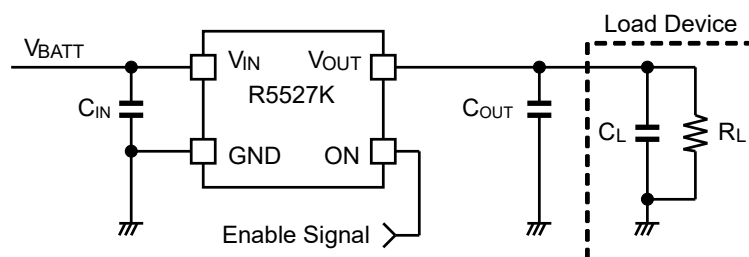 Load Device
VBATT
VIN
VOUT
R5527K
CIN
COUT
CL
RL
GND
ON
Enable Signal